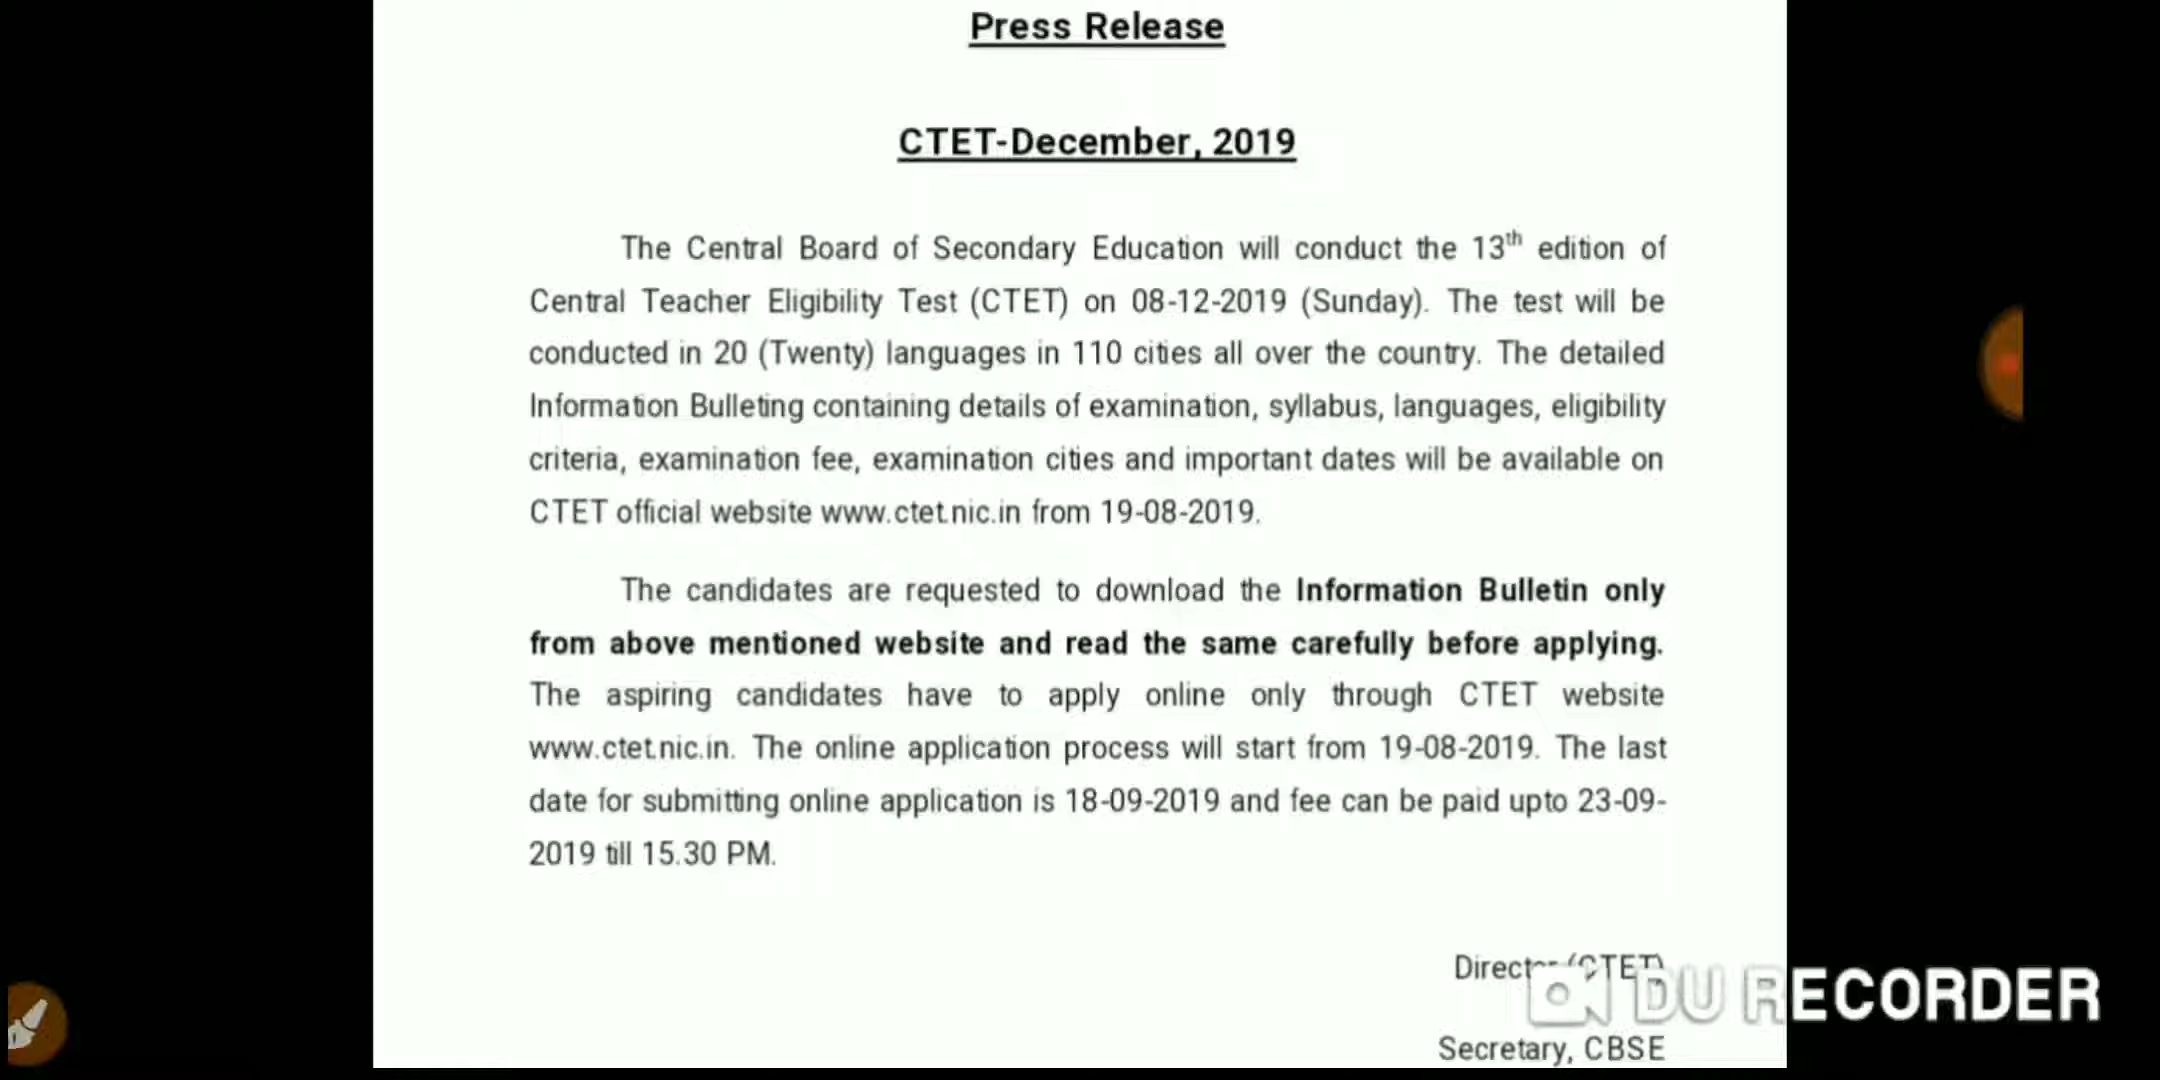 Press Release
CTET-December, 2019
The Central Board of Secondary Education will conduct the 13th edition of
Central Teacher Eligibility Test (CTET) on 08-12-2019 (Sunday). The test will be
conducted in 20 (Twenty) languages in 110 cities all over the country. The detailed
Information Bulleting containing details of examination, syllabus, languages, eligibility
criteria, examination fee, examination cities and important dates will be available on
CTET official website www.ctet.nic.in from 19-08-2019.
The candidates are requested to download the Information Bulletin only
from above mentioned website and read the same carefully before applying.
The aspiring candidates have to apply online only through CTET website
www.ctet.nic.in. The online application process will start from 19-08-2019. The last
date for submitting online application is 18-09-2019 and fee can be paid upto 23-09-
2019 till 15.30 PM.
Director (CTET)
DU RECORDER
Secretary, CBSE